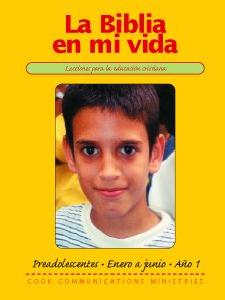 La Biblia
en mi vida
Lecciones para la educación cristiana
Preadolescentes • Enero a junio • Año 1
COOK COMMUNICATIONS MINISTRIES